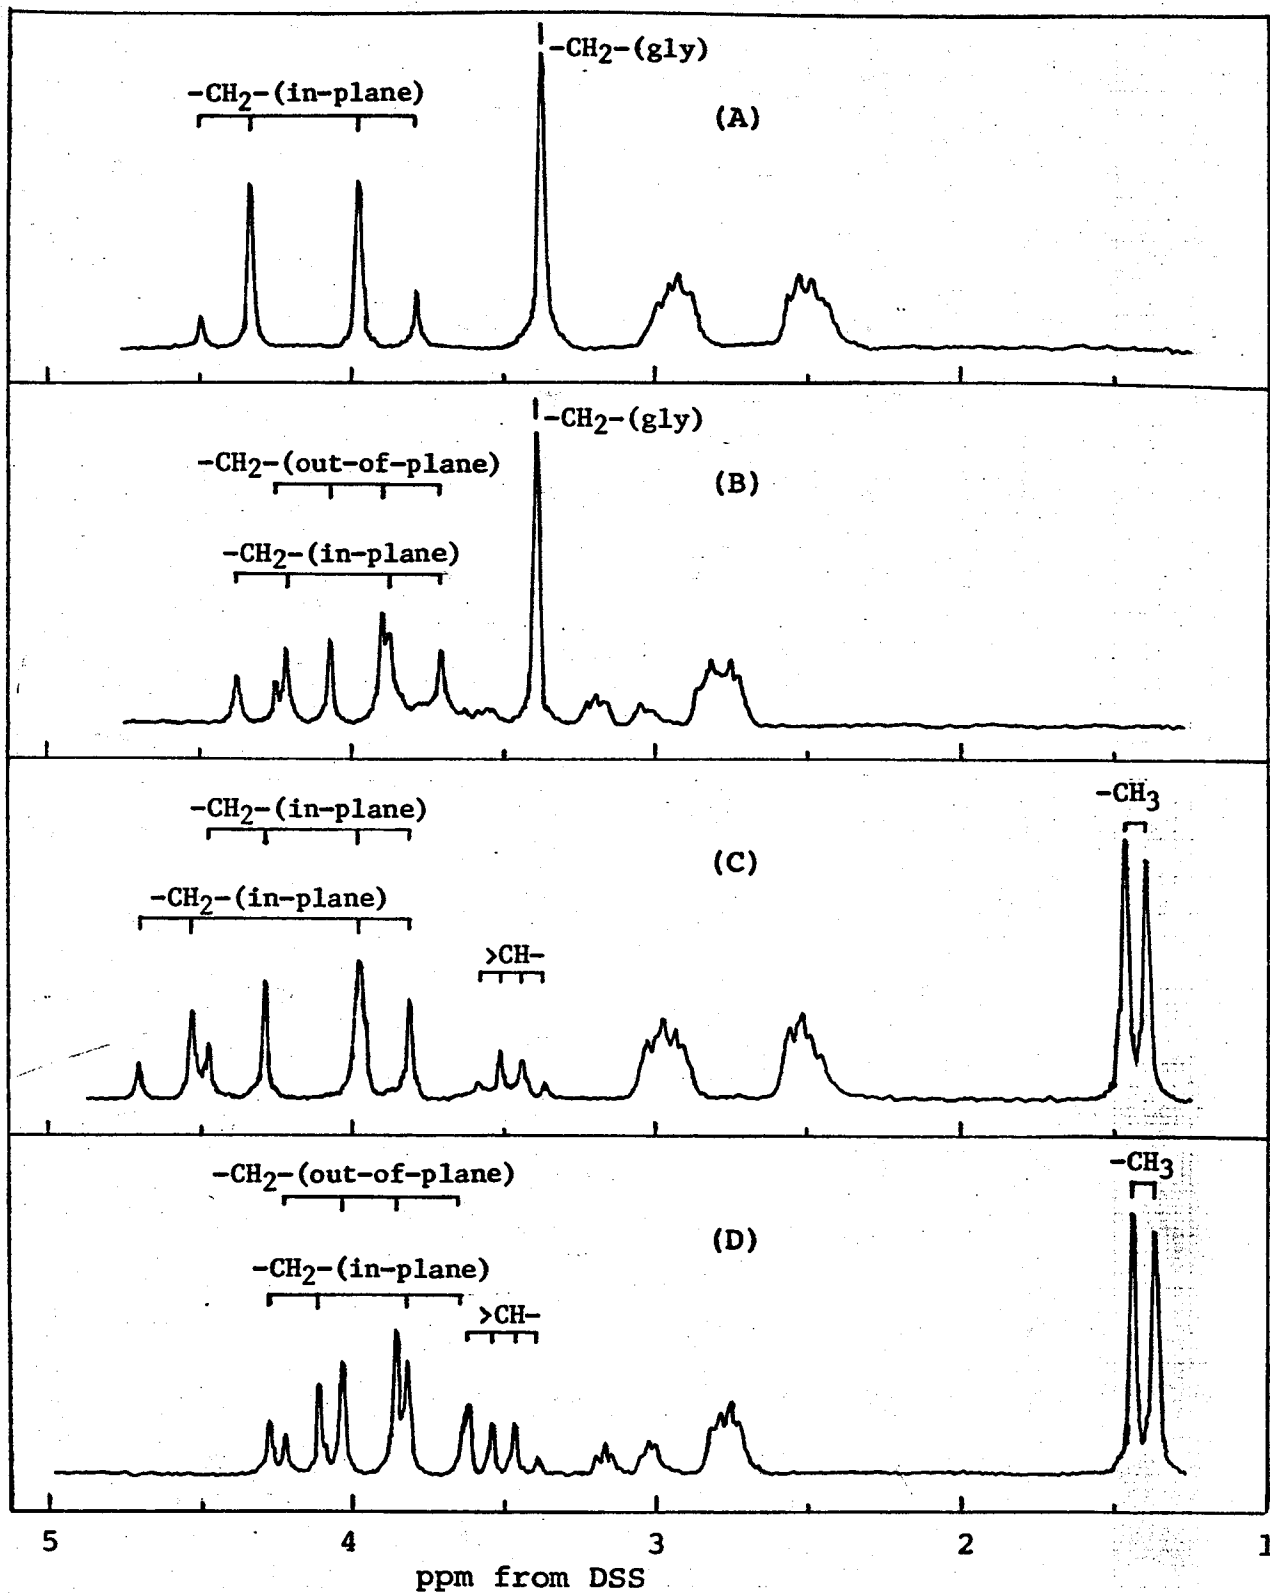 -CH2-(gly)
-CH2-(in-plane)
(A)
-CH2-(gly)
-CH2-(out-of-plane)
(B)
-CH2-(in-plane)
-CH3
-CH2-(in-plane)
(C)
-CH2-(in-plane)
>CH-
-CH3
-CH2-(out-of-plane)
(D)
-CH2-(in-plane)
>CH-
5 4 3 2 1
ppm from DSS